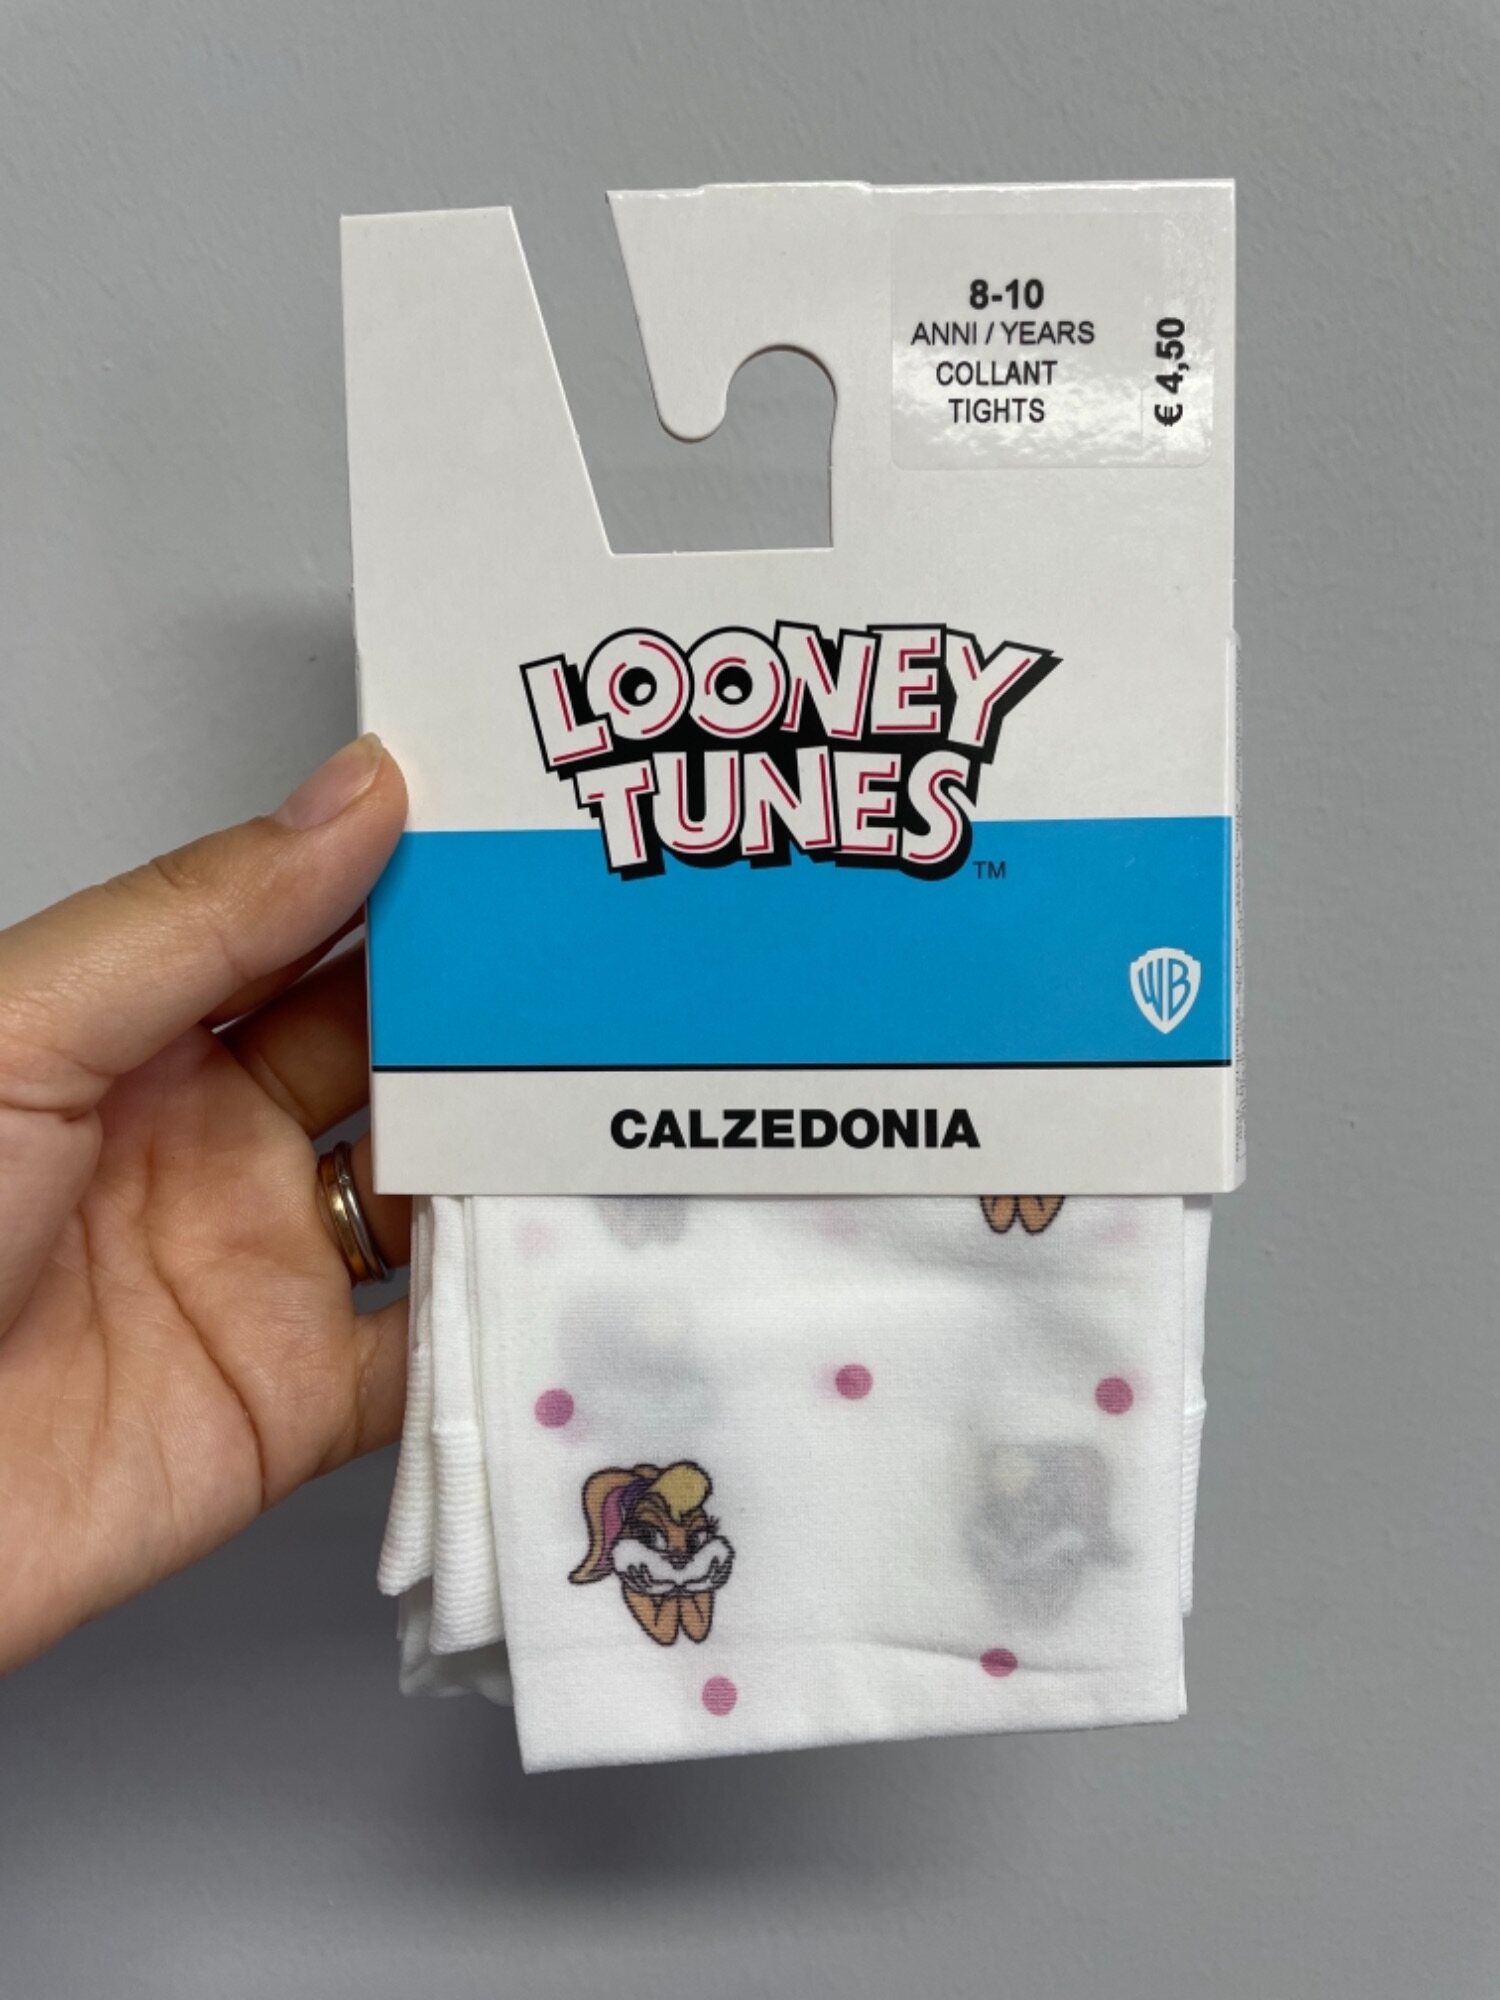 8-10
ANNI / YEARS
COLLANT
TIGHTS
€ 4,50
LOONEY
TUNES
TM
WB
CALZEDONIA